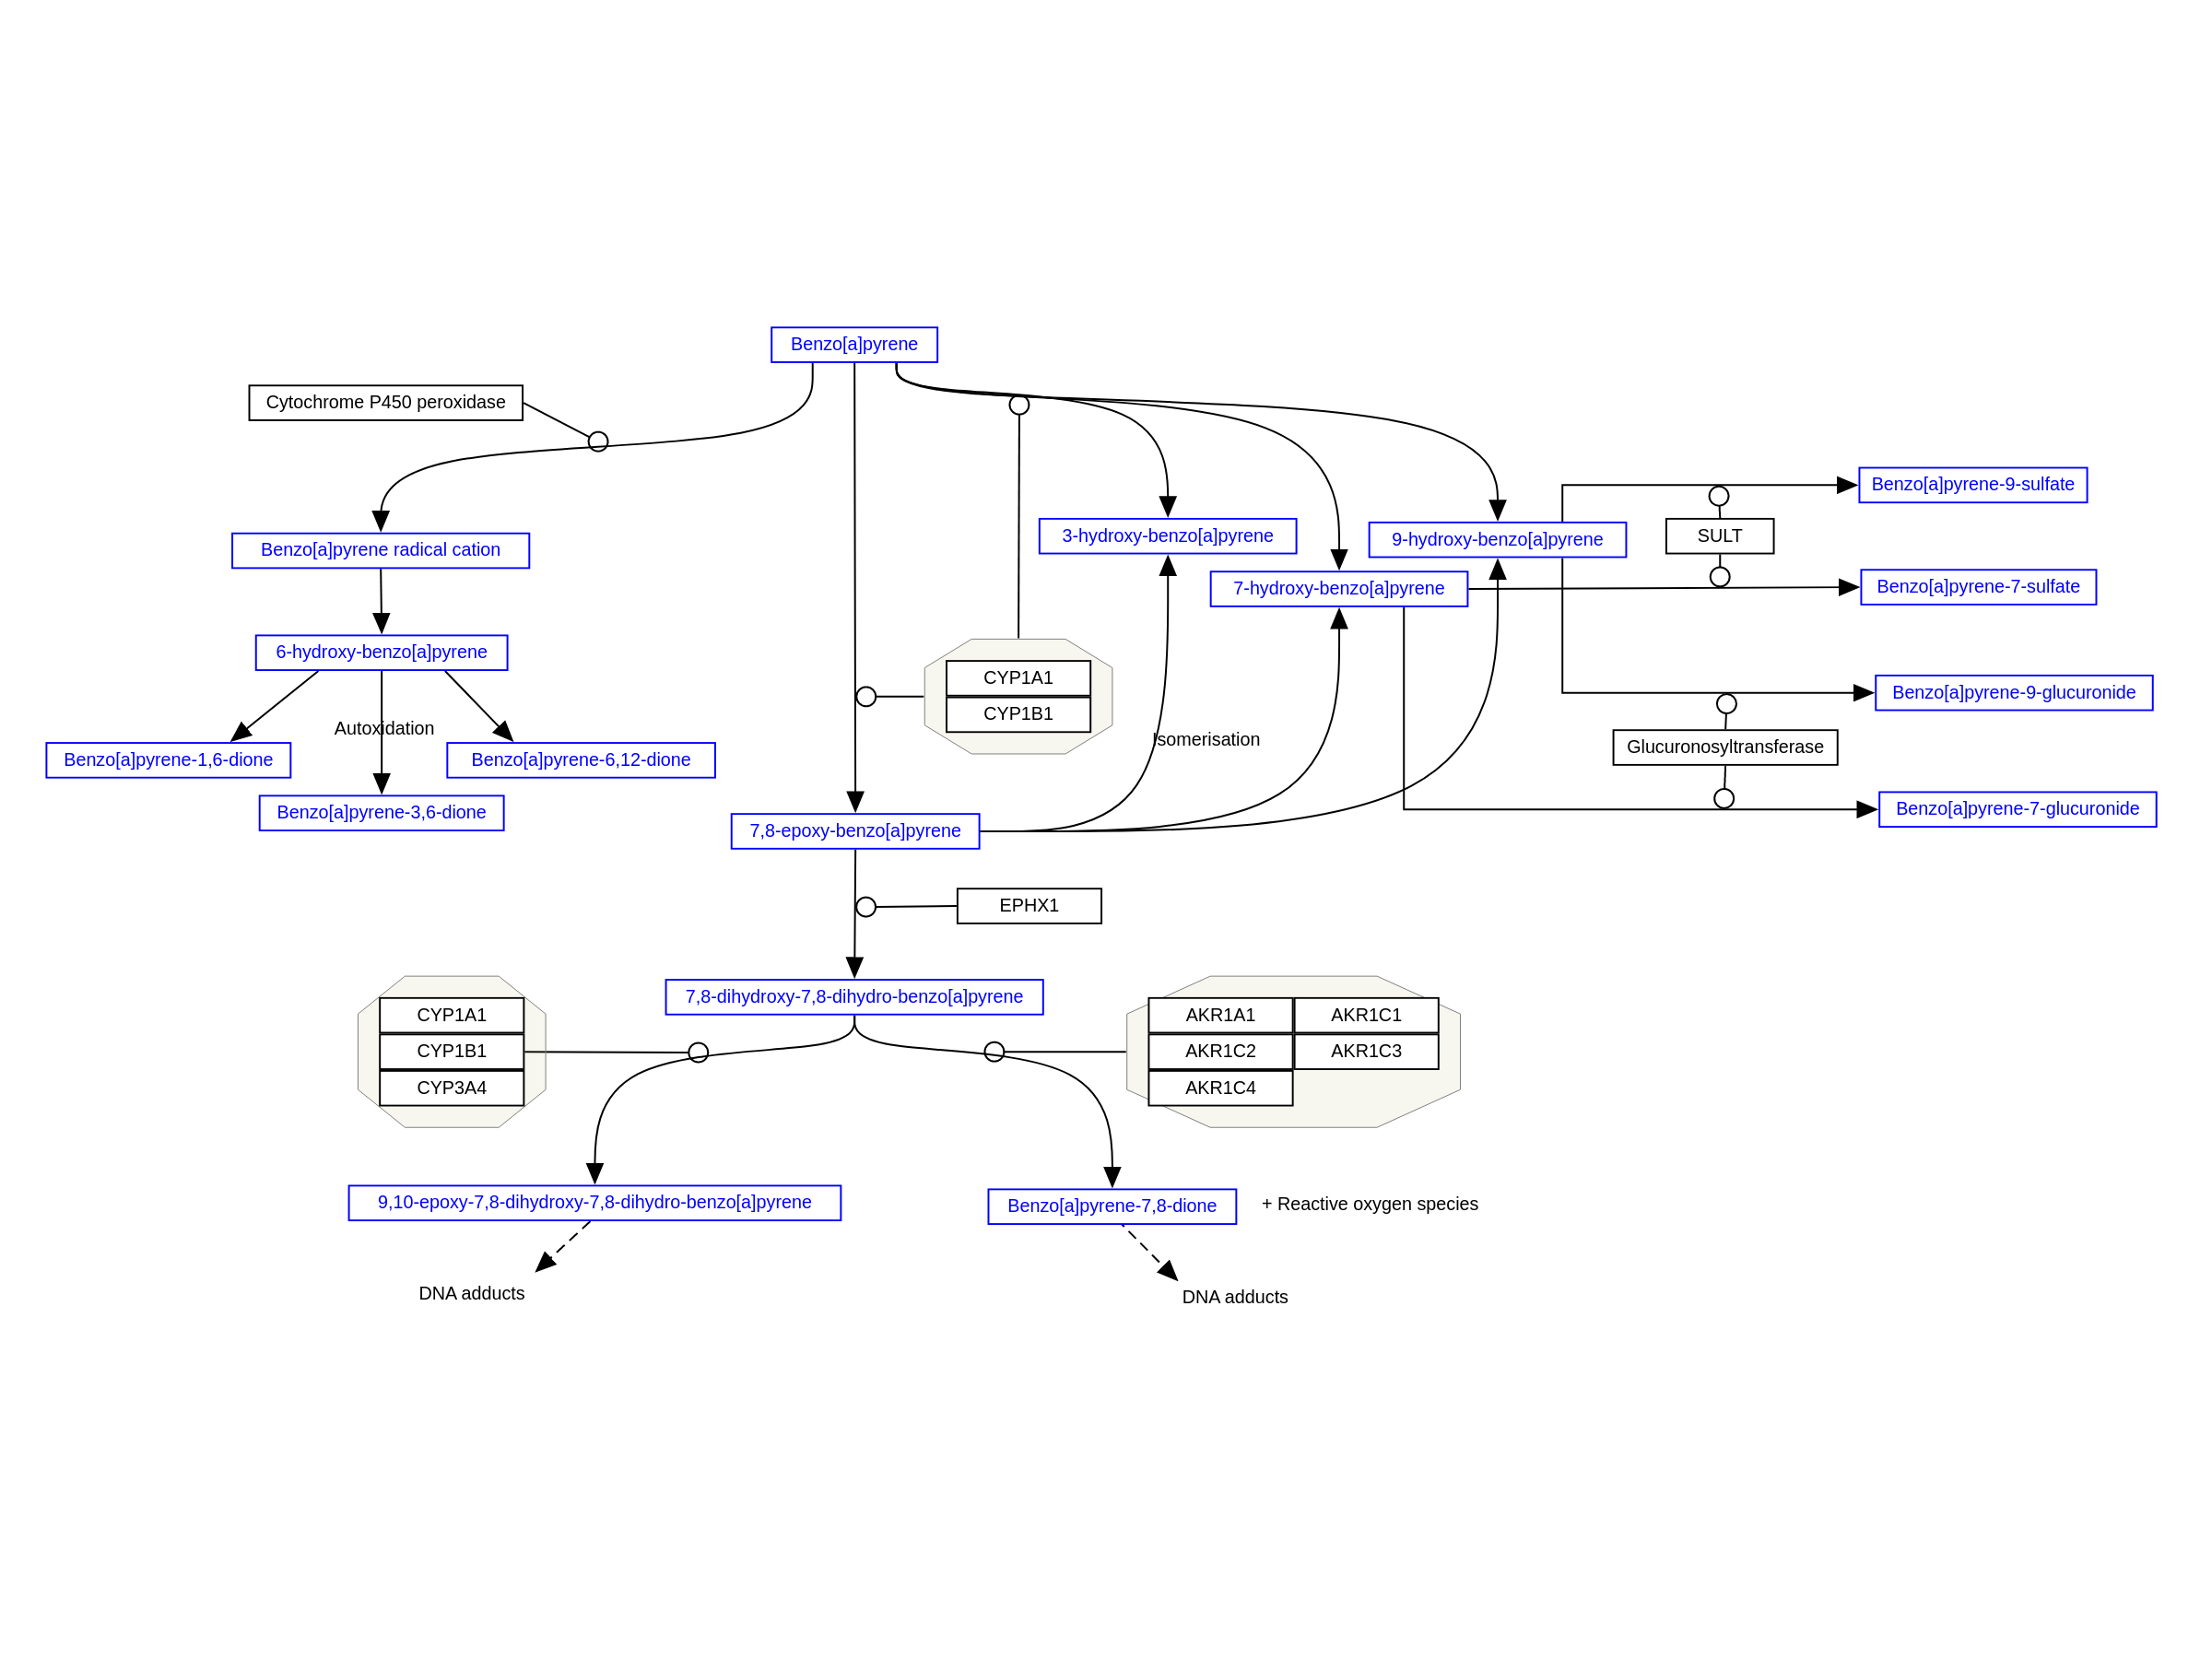 Benzo[a]pyrene
Cytochrome P450 peroxidase
Benzo[a]pyrene-9-sulfate
3-hydroxy-benzo[a]pyrene
9-hydroxy-benzo[a]pyrene
SULT
Benzo[a]pyrene radical cation
7-hydroxy-benzo[a]pyrene
Benzo[a]pyrene-7-sulfate
6-hydroxy-benzo[a]pyrene
CYP1A1
CYP1B1
Benzo[a]pyrene-9-glucuronide
Autoxidation
Isomerisation
Glucuronosyltransferase
Benzo[a]pyrene-1,6-dione
Benzo[a]pyrene-6,12-dione
Benzo[a]pyrene-3,6-dione
7,8-epoxy-benzo[a]pyrene
Benzo[a]pyrene-7-glucuronide
EPHX1
7,8-dihydroxy-7,8-dihydro-benzo[a]pyrene
CYP1A1
CYP1B1
CYP3A4
AKR1A1
AKR1C1
AKR1C2
AKR1C3
AKR1C4
9,10-epoxy-7,8-dihydroxy-7,8-dihydro-benzo[a]pyrene
Benzo[a]pyrene-7,8-dione
+ Reactive oxygen species
DNA adducts
DNA adducts